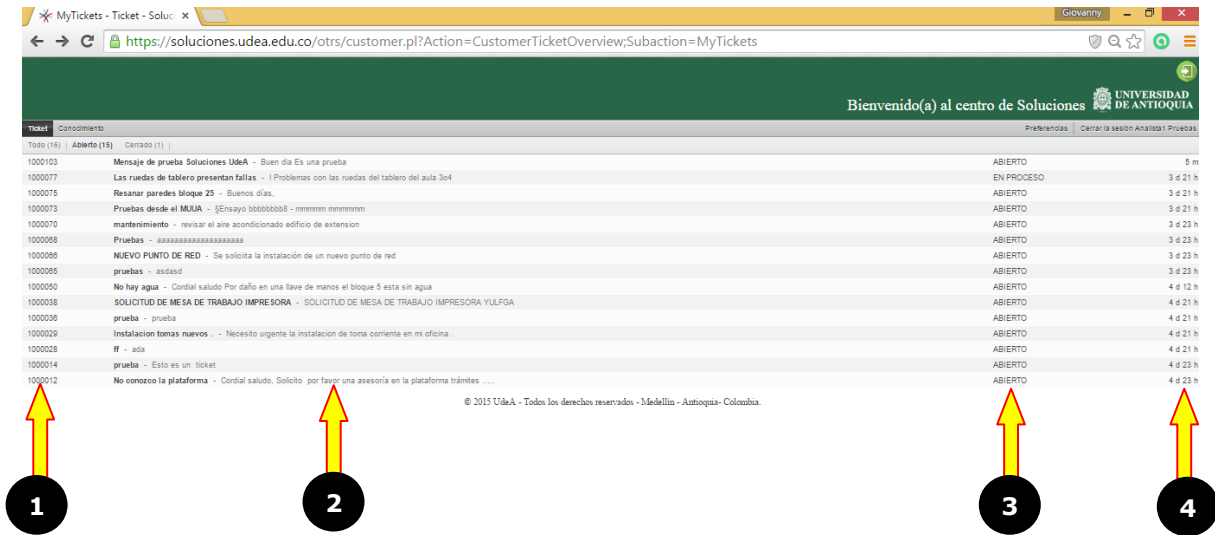 MyTickets - Ticket - Soluc
Giovanny
https://soluciones.udea.edu.co/otrs/customer.pl?Action=CustomerTicketOverview;Subaction=MyTickets
Bienvenido(a) al centro de Soluciones UNIVERSIDAD
DE ANTIOQUIA
Ticket Conocimiento Preferencias Cerrar la sesión Analista1 Pruebas
Todo (16) | Abierto (15) Cerrado (1) |
1000103 Mensaje de prueba Soluciones UdeA - Buen dia Es una prueba ABIERTO 5 m
1000077 Las ruedas de tablero presentan fallas - I Problemas con las ruedas del tablero del aula 3o4 EN PROCESO 3 d 21 h
1000075 Resanar paredes bloque 25 - Buenos días, ABIERTO 3 d 21 h
1000073 Pruebas desde el MUUA - §Ensayo bbbbbbbb8 - mmmmm mmmmmm ABIERTO 3 d 21 h
1000070 mantenimiento - revisar el aire acondicionado edificio de extension ABIERTO 3 d 23 h
1000068 Pruebas - aaaaaaaaaaaaaaaaaaa ABIERTO 3 d 23 h
1000066 NUEVO PUNTO DE RED - Se solicita la instalación de un nuevo punto de red ABIERTO 3 d 23 h
1000065 pruebas - asdasd ABIERTO 3 d 23 h
1000050 No hay agua - Cordial saludo Por daño en una llave de manos el bloque 5 esta sin agua ABIERTO 4 d 12 h
1000038 SOLICITUD DE MESA DE TRABAJO IMPRESORA - SOLICITUD DE MESA DE TRABAJO IMPRESORA YULFGA ABIERTO 4 d 21 h
1000036 prueba - prueba ABIERTO 4 d 21 h
1000029 Instalacion tomas nuevos . - Necesito urgente la instalacion de toma corriente en mi oficina . ABIERTO 4 d 21 h
1000028 ff - ada ABIERTO 4 d 21 h
1000014 prueba - Esto es un ticket ABIERTO 4 d 23 h
1000012 No conozco la plataforma - Cordial saludo, Solicito por favor una asesoría en la plataforma trámites ..... ABIERTO 4 d 23 h
© 2015 UdeA - Todos los derechos reservados - Medellin - Antioquia- Colombia.
1 2 3 4